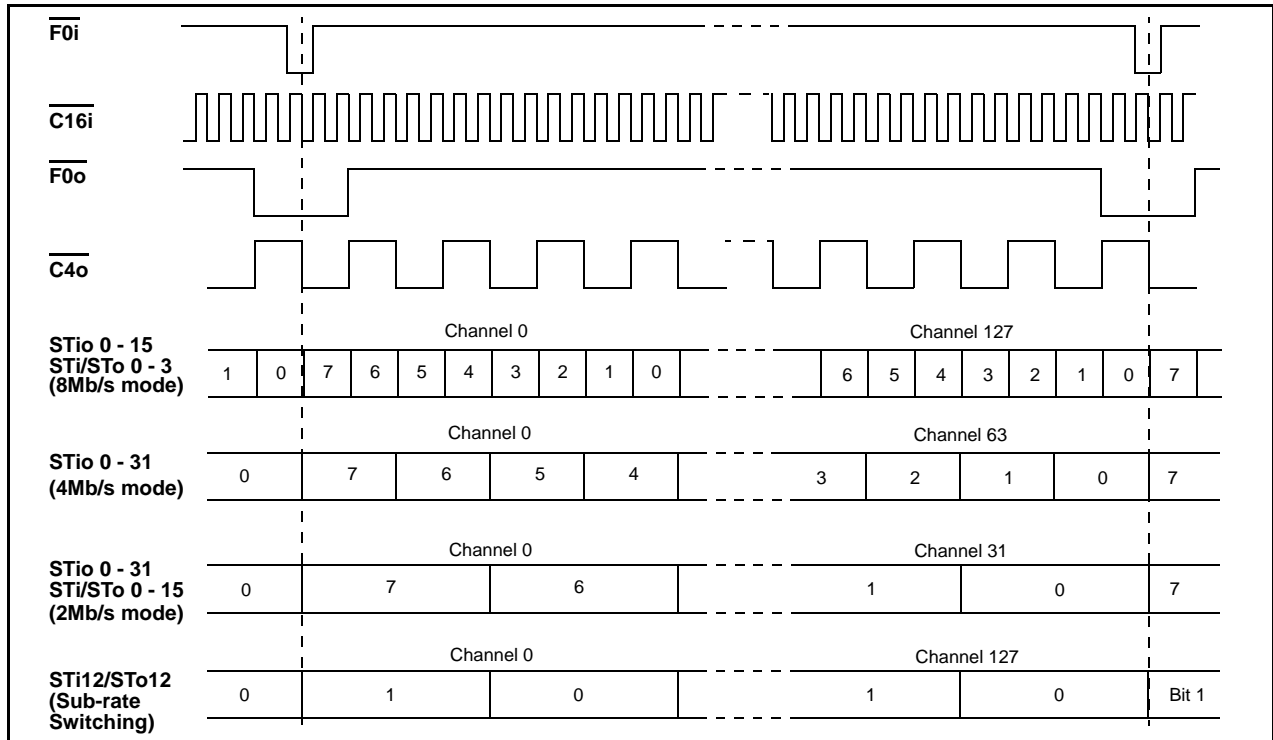 F0i
C16i
F0o
C4o
Channel 0 Channel 127
STio 0 - 15
STi/STo 0 - 3
(8Mb/s mode)
1 0 7 6 5 4 3 2 1 0 6 5 4 3 2 1 0 7
Channel 0 Channel 63
STio 0 - 31
(4Mb/s mode)
0 7 6 5 4 3 2 1 0 7
Channel 0 Channel 31
STio 0 - 31
STi/STo 0 - 15
(2Mb/s mode)
0 7 6 1 0 7
Channel 0 Channel 127
STi12/STo12
(Sub-rate
Switching)
0 1 0 1 0 Bit 1